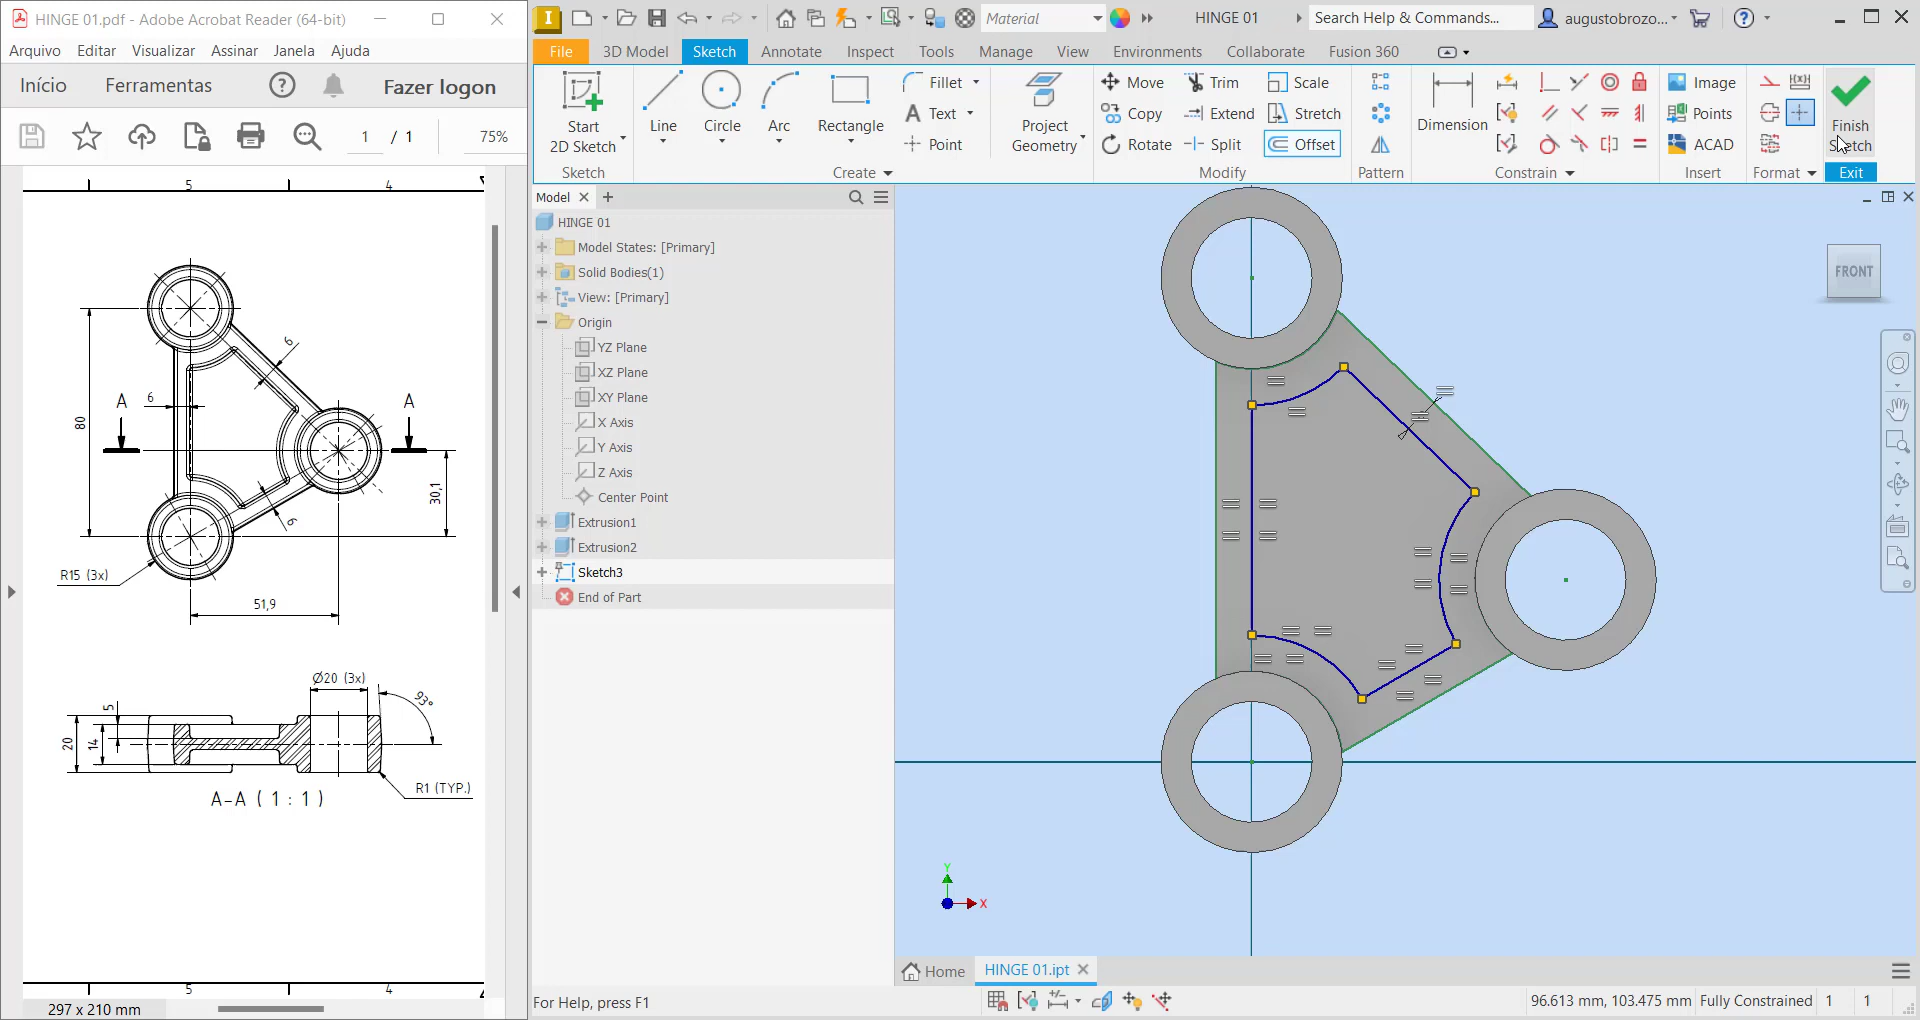 HINGE 01.pdf - Adobe Acrobat Reader (64-bit)
Arquivo Editar Visualizar Assinar Janela Ajuda
Início Ferramentas Fazer logon
1 / 1 75%
5 4
80
6
6
A A
30,1
6
R15 (3x)
51,9
Ø20 (3x)
93°
5
20
14
R1 (TYP.)
A-A ( 1 : 1 )
5 4
297 x 210 mm
Material HINGE 01 Search Help & Commands... augustobrozo...
File 3D Model Sketch Annotate Inspect Tools Manage View Environments Collaborate Fusion 360
Start
2D Sketch
Sketch
Line Circle Arc Rectangle
Fillet
Text
Point
Create
Project
Geometry
Move Trim Scale
Copy Extend Stretch
Rotate Split Offset
Modify
Pattern
Dimension
Constrain
Image
Points
ACAD
Insert
Format
Finish
Sketch
Exit
Model
HINGE 01
Model States: [Primary]
Solid Bodies(1)
View: [Primary]
Origin
YZ Plane
XZ Plane
XY Plane
X Axis
Y Axis
Z Axis
Center Point
Extrusion1
Extrusion2
Sketch3
End of Part
FRONT
Y
X
Home HINGE 01.ipt
For Help, press F1
96.613 mm, 103.475 mm Fully Constrained 1 1